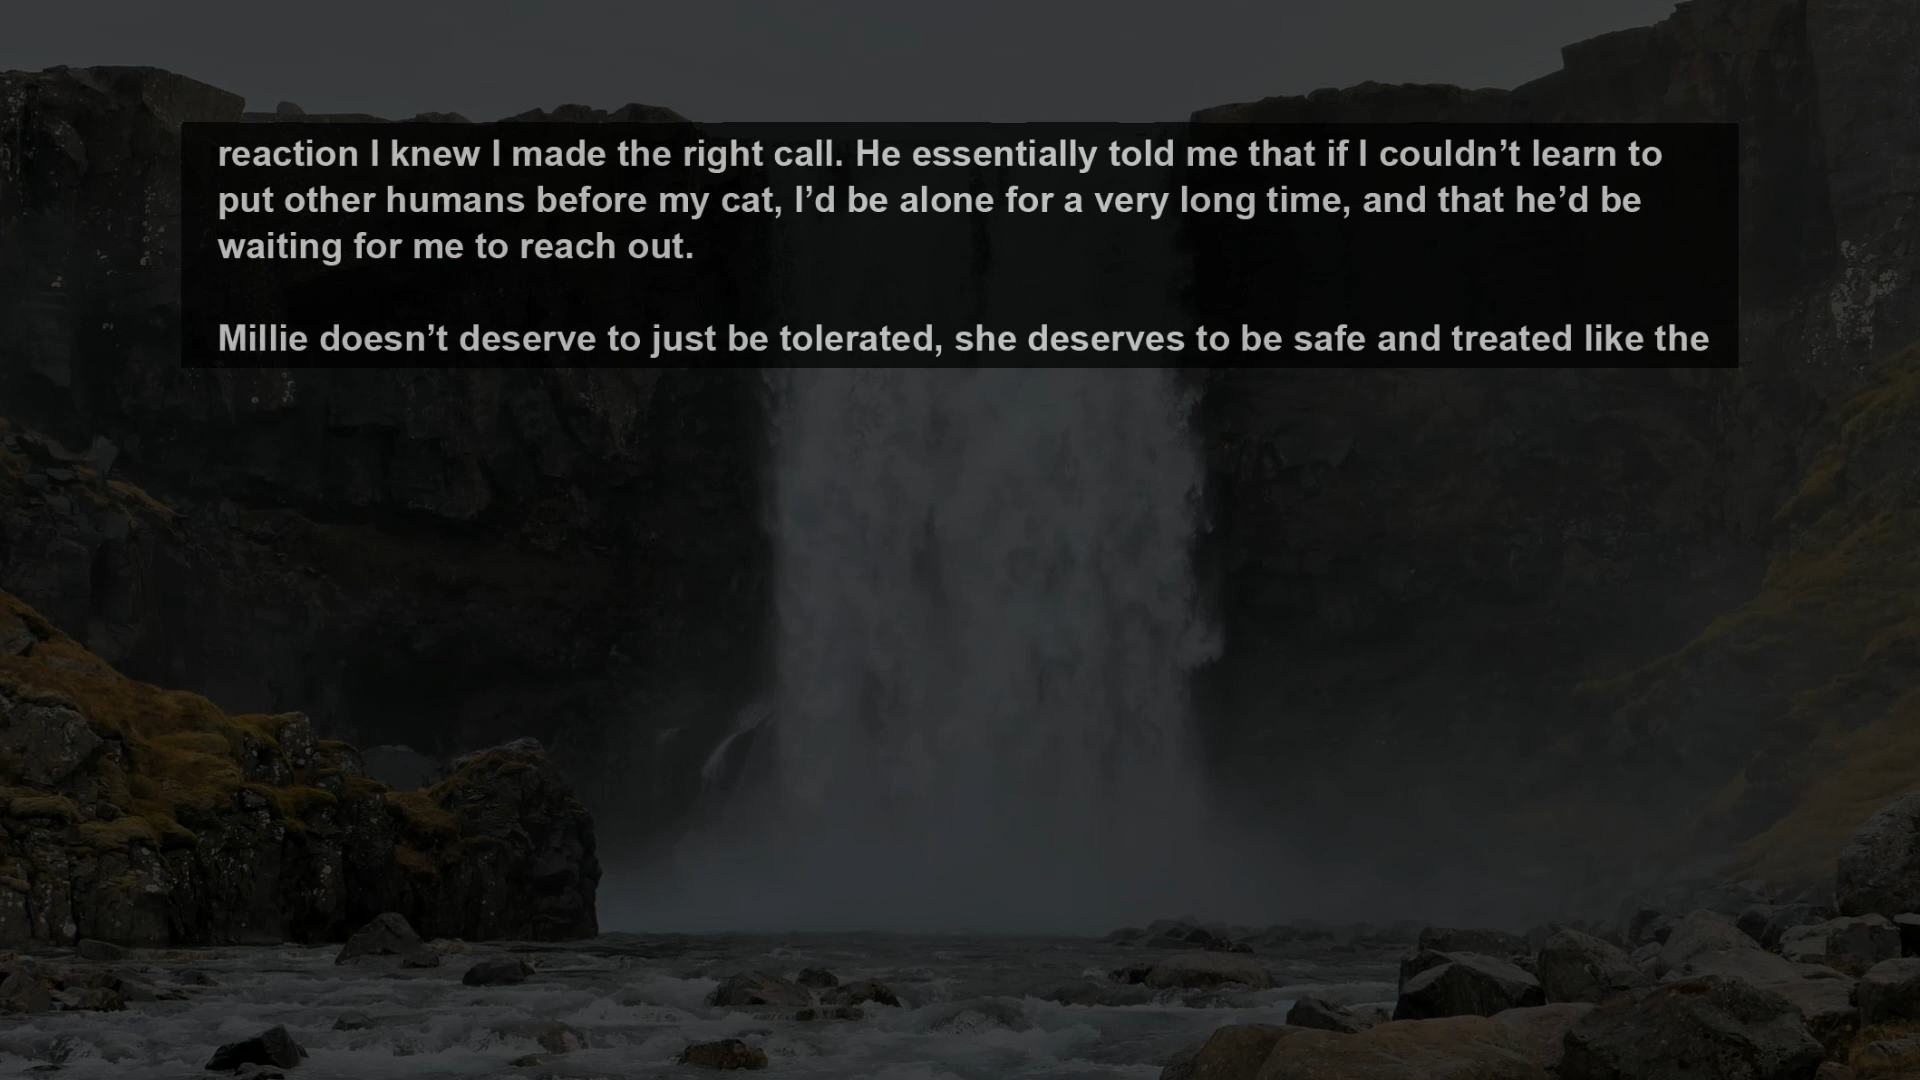 reaction I knew I made the right call. He essentially told me that if I couldn’t learn to
put other humans before my cat, I’d be alone for a very long time, and that he’d be
waiting for me to reach out.
Millie doesn’t deserve to just be tolerated, she deserves to be safe and treated like the